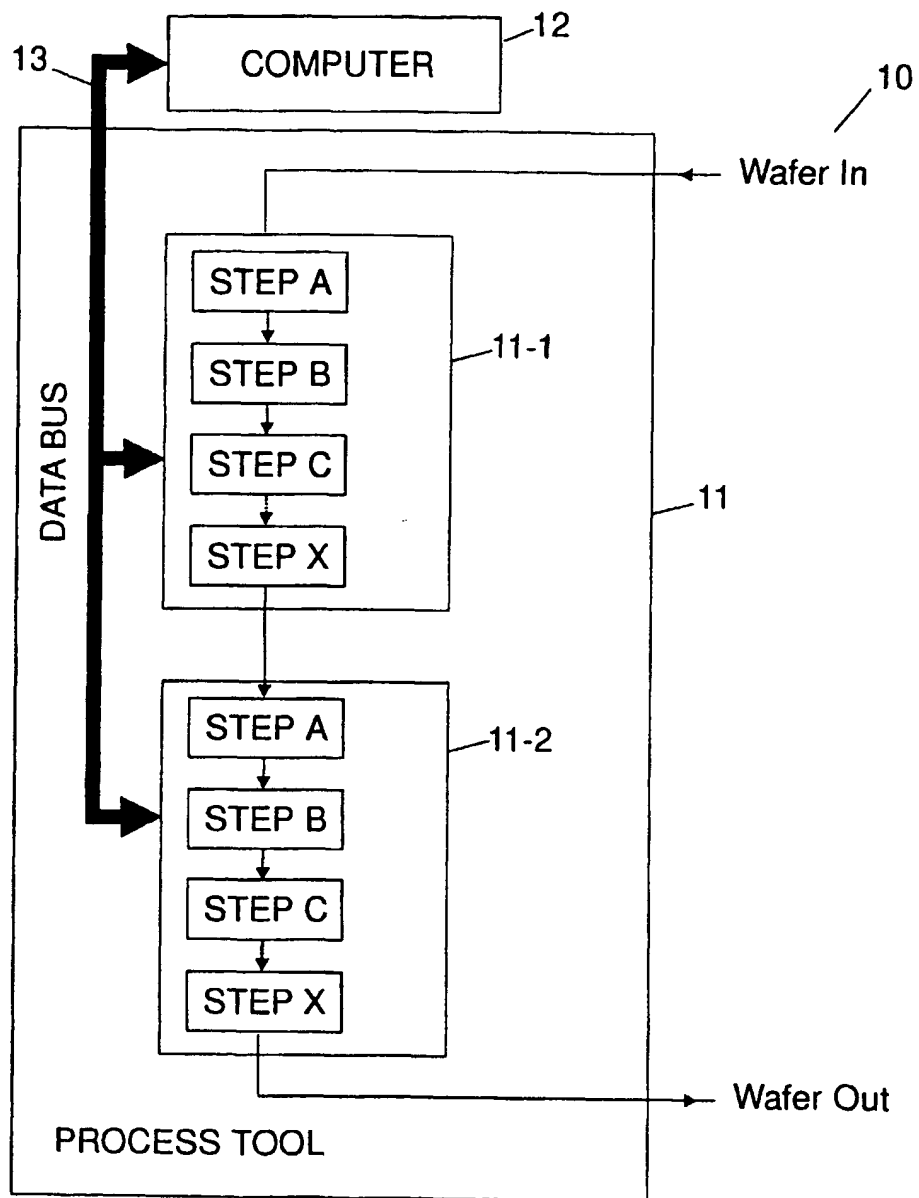 12
13
COMPUTER
10
Wafer In
STEP A
STEP B
11-1
STEP C
STEP X
11
DATA BUS
STEP A
11-2
STEP B
STEP C
STEP X
Wafer Out
PROCESS TOOL